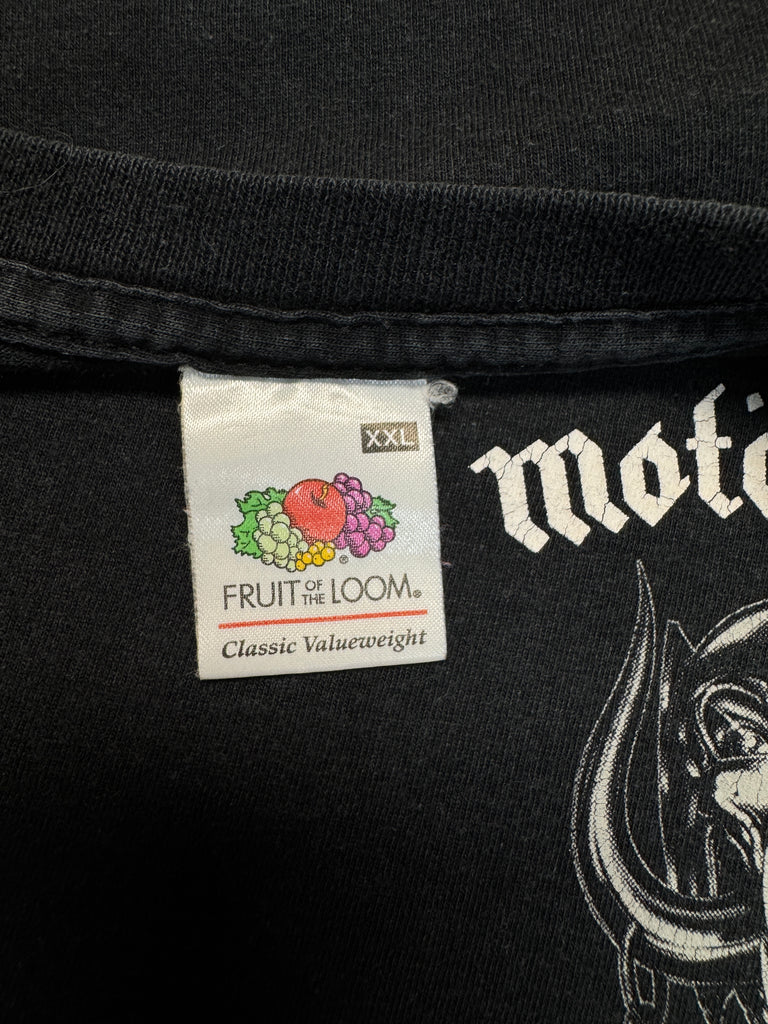 XXL
FRUIT OF THE LOOM®
Classic Valueweight
motö